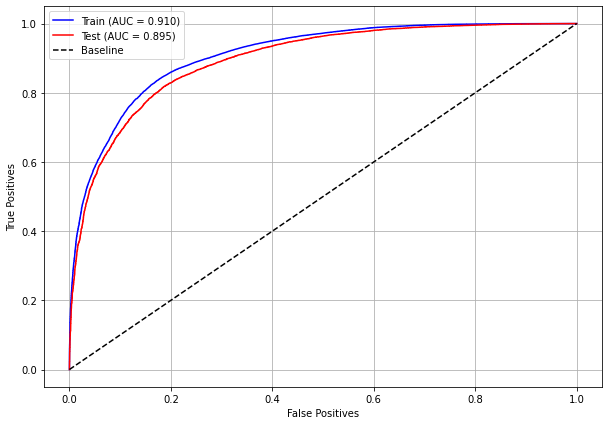 Train (AUC = 0.910)
Test (AUC = 0.895)
Baseline
True Positives
1.0
0.8
0.6
0.4
0.2
0.0
0.0 0.2 0.4 0.6 0.8 1.0
False Positives